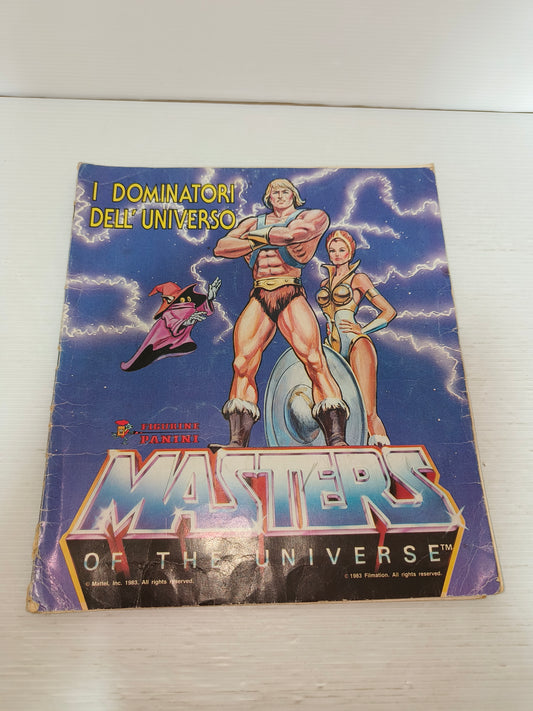 I DOMINATORI
DELL' UNIVERSO
FIGURINE
PANINI
MASTERS
OF THE UNIVERSE™
© Mattel, Inc. 1983. All rights reserved.
© 1983 Filmation. All rights reserved.